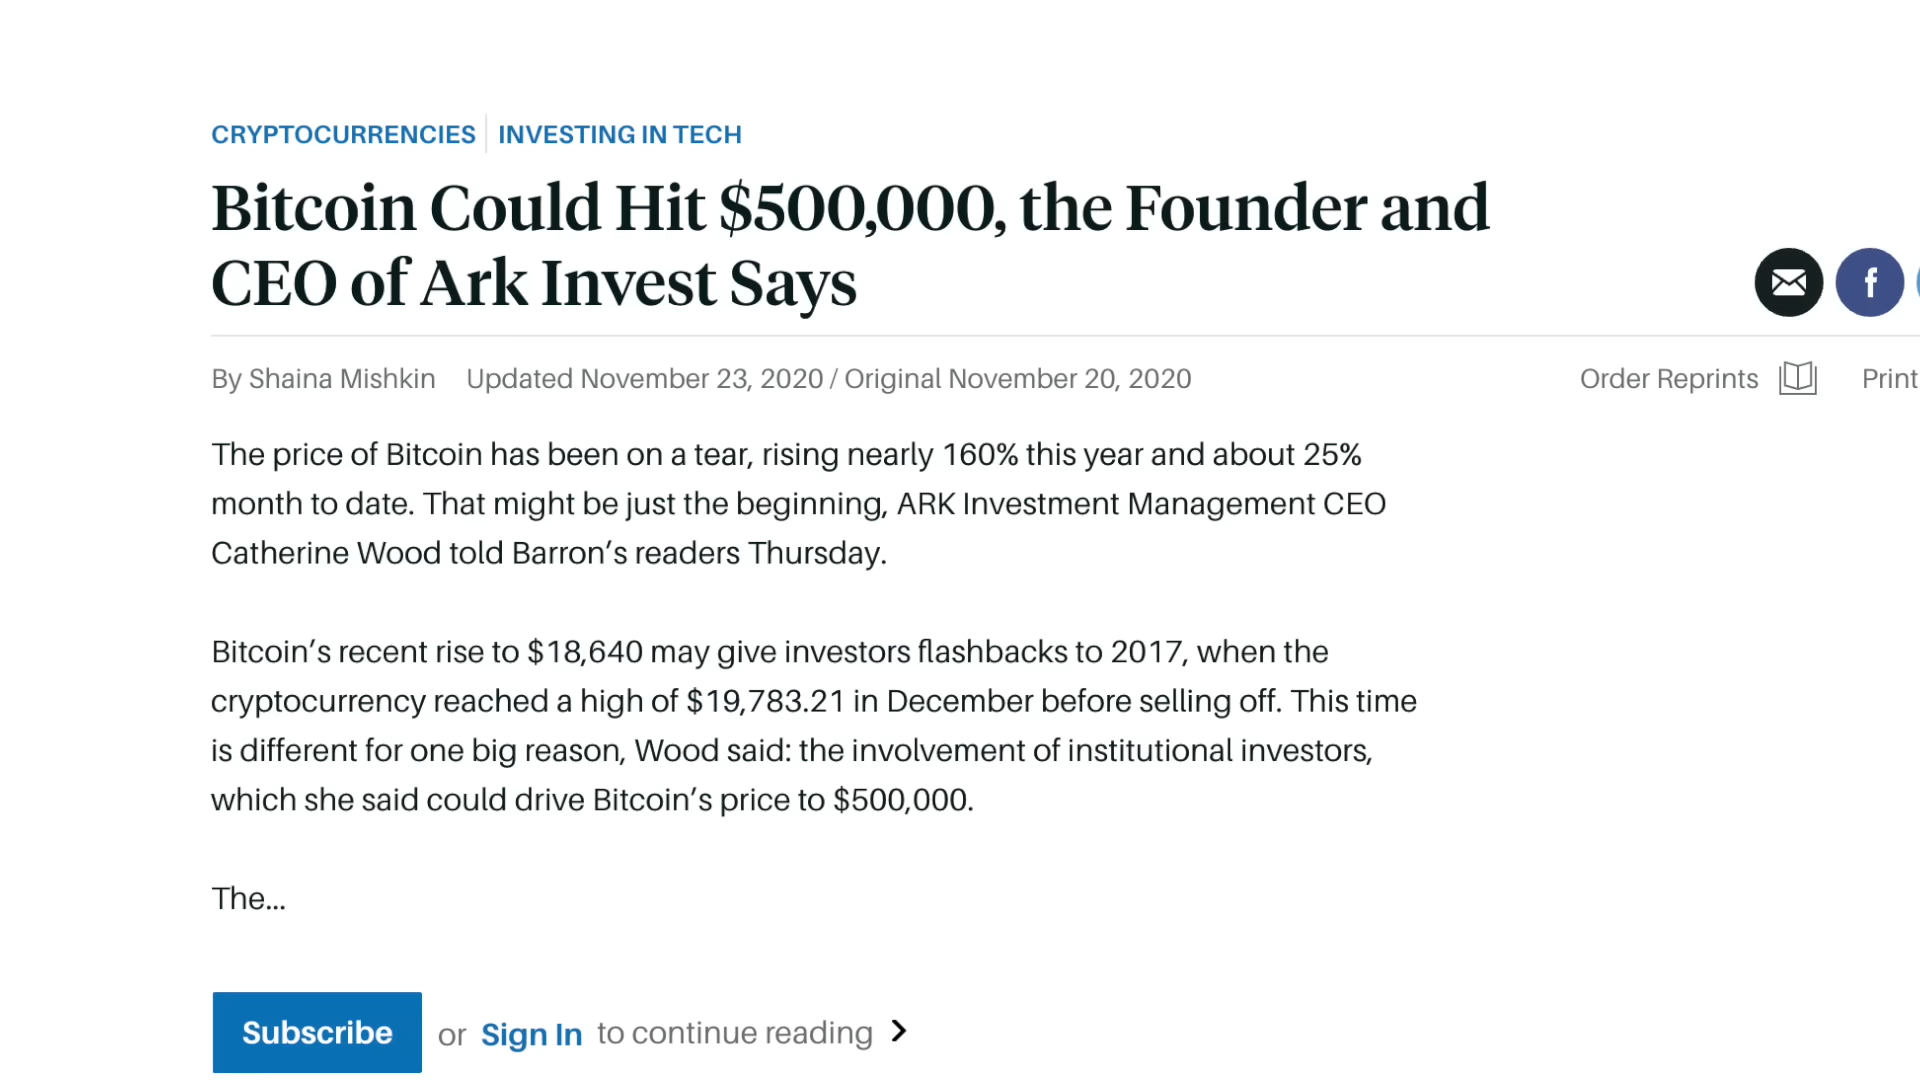 CRYPTOCURRENCIES INVESTING IN TECH
Bitcoin Could Hit $500,000, the Founder and
CEO of Ark Invest Says
By Shaina Mishkin Updated November 23, 2020 / Original November 20, 2020 Order Reprints Print
The price of Bitcoin has been on a tear, rising nearly 160% this year and about 25%
month to date. That might be just the beginning, ARK Investment Management CEO
Catherine Wood told Barron’s readers Thursday.
Bitcoin’s recent rise to $18,640 may give investors flashbacks to 2017, when the
cryptocurrency reached a high of $19,783.21 in December before selling off. This time
is different for one big reason, Wood said: the involvement of institutional investors,
which she said could drive Bitcoin’s price to $500,000.
The...
Subscribe or Sign In to continue reading